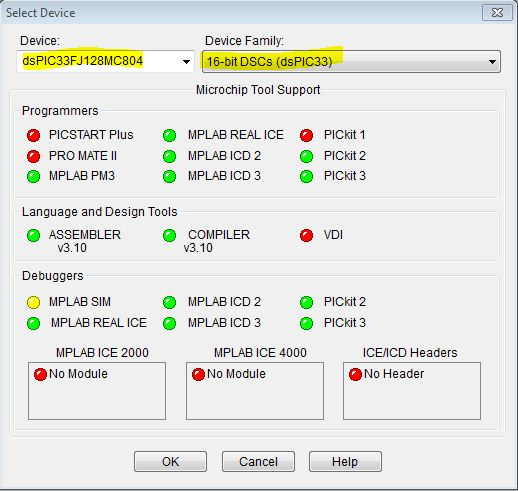 Select Device
Device: Device Family:
dsPIC33FJ128MC804 16-bit DSCs (dsPIC33)
Microchip Tool Support
Programmers
PICSTART Plus MPLAB REAL ICE PICkit 1
PRO MATE II MPLAB ICD 2 PICkit 2
MPLAB PM3 MPLAB ICD 3 PICkit 3
Language and Design Tools
ASSEMBLER COMPILER VDI
v3.10 v3.10
Debuggers
MPLAB SIM MPLAB ICD 2 PICkit 2
MPLAB REAL ICE MPLAB ICD 3 PICkit 3
MPLAB ICE 2000 MPLAB ICE 4000 ICE/ICD Headers
No Module No Module No Header
OK Cancel Help